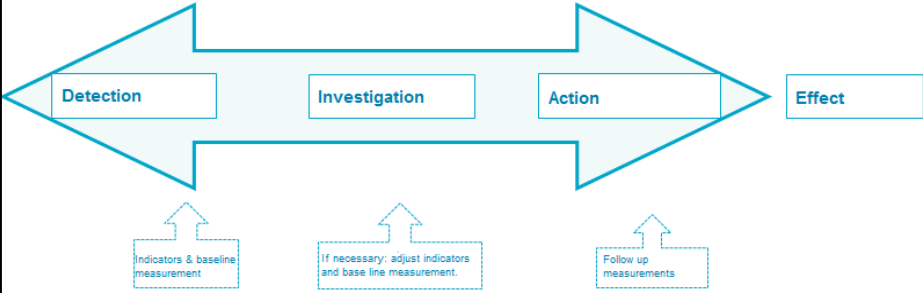 Detection
Investigation
Action
Effect
Indicators & baseline
measurement
If necessary: adjust indicators
and base line measurement.
Follow up
measurements